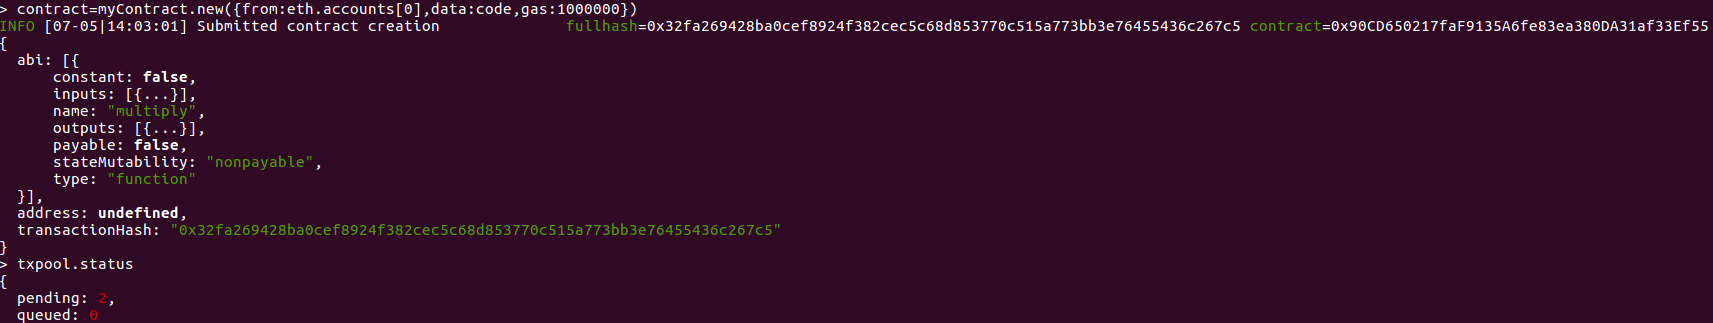 > contract=myContract.new({from:eth.accounts[0],data:code,gas:1000000})
INFO [07-05|14:03:01] Submitted contract creation              fullhash=0x32fa269428ba0cef8924f382cec5c68d853770c515a773bb3e76455436c267c5 contract=0x90CD650217faF9135A6fe83ea380DA31af33Ef55
{
  abi: [{
      constant: false,
      inputs: [{...}],
      name: "multiply",
      outputs: [{...}],
      payable: false,
      stateMutability: "nonpayable",
      type: "function"
  }],
  address: undefined,
  transactionHash: "0x32fa269428ba0cef8924f382cec5c68d853770c515a773bb3e76455436c267c5"
}
> txpool.status
{
  pending: 2,
  queued: 0